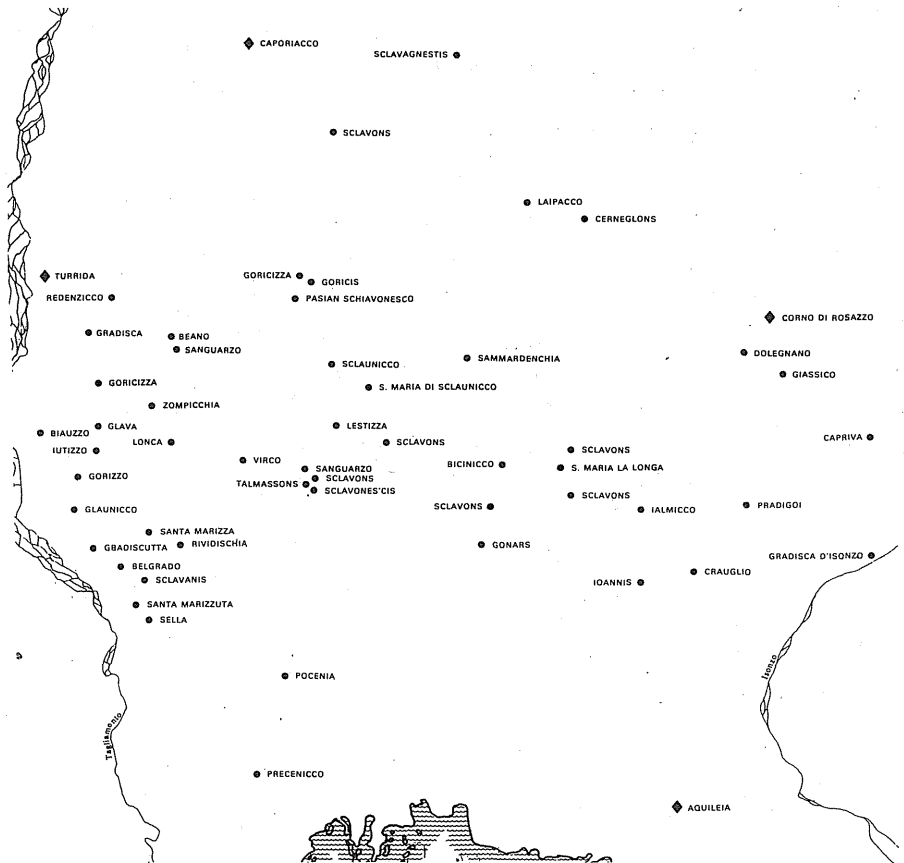 CAPORIACCO
SCLAVAGNESTIS
SCLAVONS
LAIPACCO
CERNEGLONS
TURRIDA
GORICIZZA
GORICIS
REDENZICCO
PASIAN SCHIAVONESCO
CORNO DI ROSAZZO
GRADISCA
BEANO
SANGUARZO
DOLEGNANO
SCLAUNICCO
SAMMARDENCHIA
GIASSICO
GORICIZZA
S. MARIA DI SCLAUNICCO
ZOMPICCHIA
GLAVA
LESTIZZA
BIAUZZO
LONCA
SCLAVONS
CAPRIVA
IUTIZZO
SCLAVONS
VIRCO
BICINICCO
S. MARIA LA LONGA
SANGUARZO
GORIZZO
SCLAVONS
TALMASSONS
SCLAVONES'CIS
SCLAVONS
GLAUNICCO
SCLAVONS
IALMICCO
PRADIGOI
SANTA MARIZZA
GBADISCUTTA
RIVIDISCHIA
GONARS
GRADISCA D'ISONZO
BELGRADO
CRAUGLIO
SCLAVANIS
IOANNIS
SANTA MARIZZUTA
SELLA
POCENIA
Isonzo
Tagliamonto
PRECENICCO
AQUILEIA